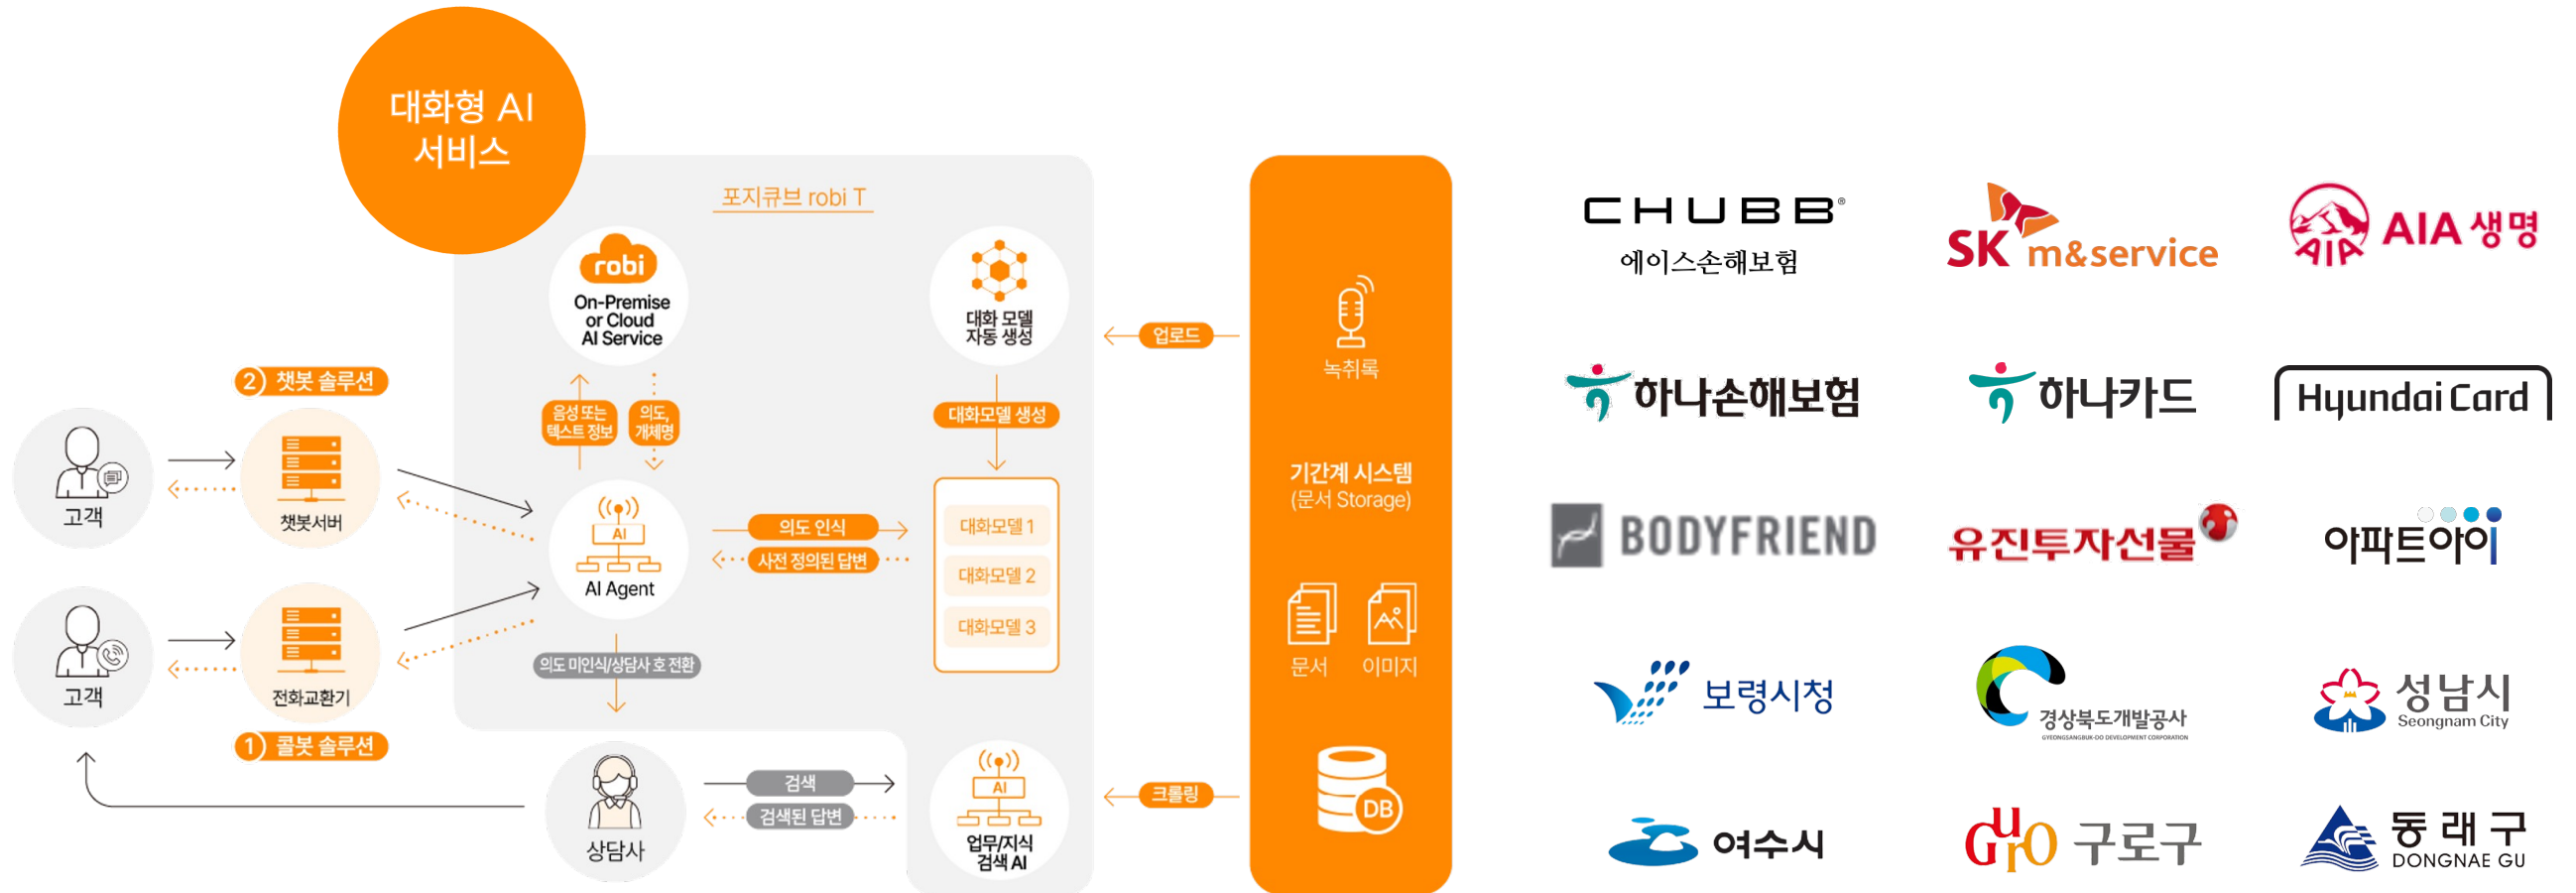 대화형 AI
서비스
포지큐브 robi T
robi
On-Premise
or Cloud
AI Service
대화 모델
자동 생성
업로드
녹취록
2 챗봇 솔루션
음성 또는
텍스트 정보
의도,
개체명
대화모델 생성
고객
챗봇서버
AI
AI Agent
의도 인식
사전 정의된 답변
대화모델 1
대화모델 2
대화모델 3
기간계 시스템
(문서 Storage)
문서
이미지
고객
전화교환기
1 콜봇 솔루션
의도 미인식/상담사 호 전환
상담사
검색
검색된 답변
AI
업무/지식
검색 AI
크롤링
DB
CHUBB®
에이스손해보험
SK m&service
AIA
AIA 생명
하나손해보험
하나카드
Hyundai Card
BODYFRIEND
유진투자선물
아파트아이
보령시청
경상북도개발공사
GYEONGSANGBUK-DO DEVELOPMENT CORPORATION
성남시
Seongnam City
여수시
GURO 구로구
동래구
DONGNAE GU